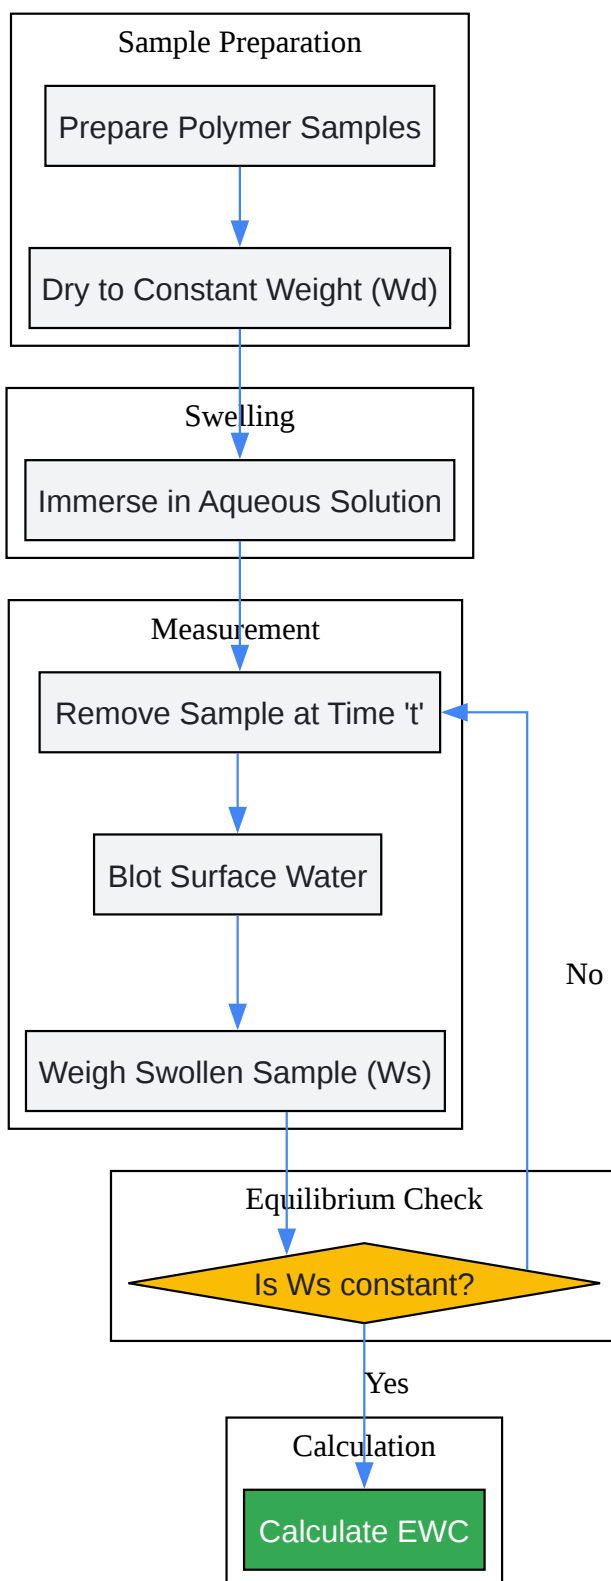 Sample Preparation
Prepare Polymer Samples
Dry to Constant Weight (Wd)
Swelling
Immerse in Aqueous Solution
Measurement
Remove Sample at Time 't'
Blot Surface Water
No
Weigh Swollen Sample (Ws)
Equilibrium Check
Is Ws constant?
Yes
Calculation
Calculate EWC